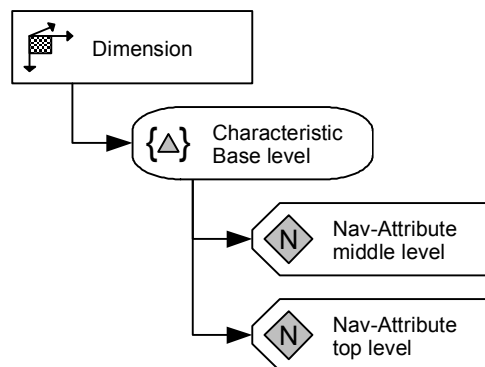 Dimension
{ } Characteristic
Base level
N Nav-Attribute
middle level
N Nav-Attribute
top level